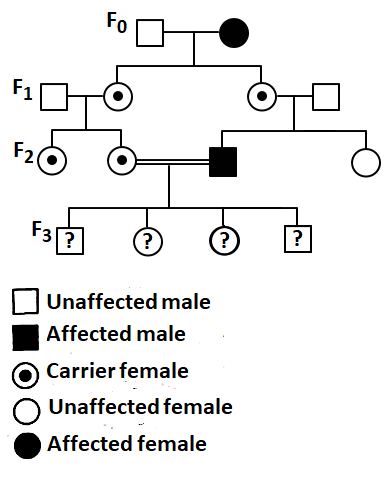 F0
F1
F2
F3 ? ? ? ?
Unaffected male
Affected male
Carrier female
Unaffected female
Affected female